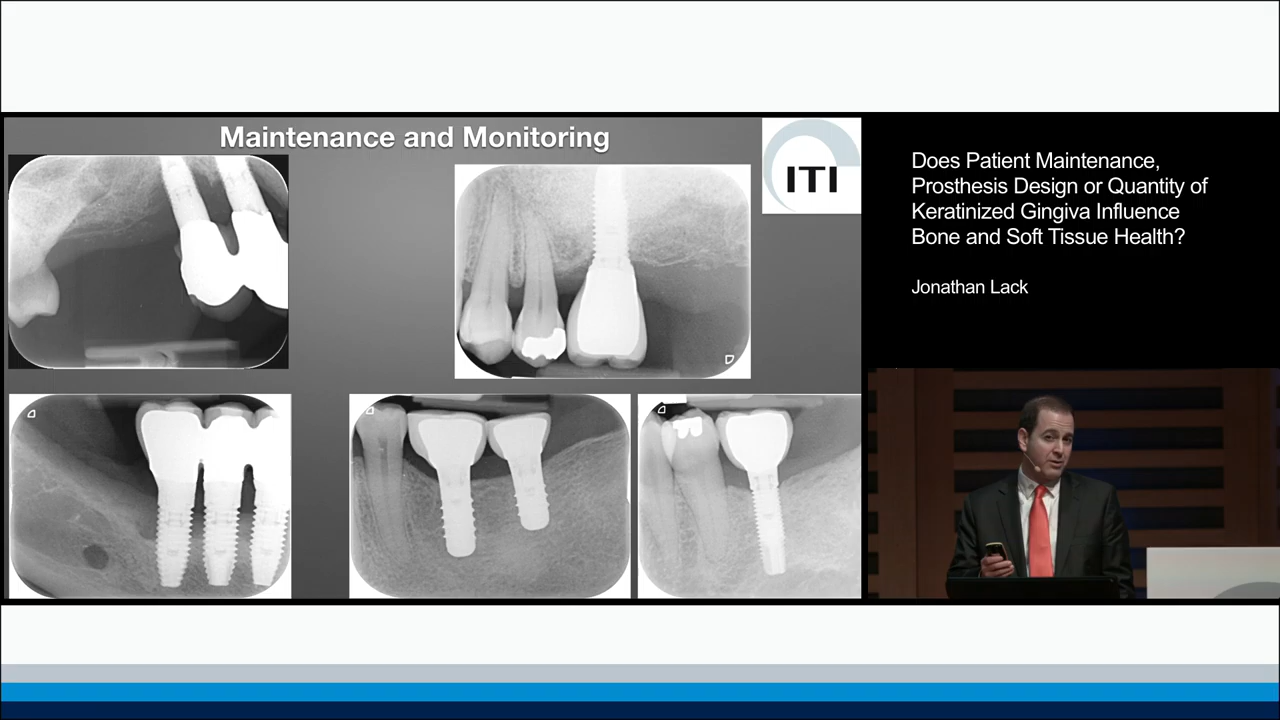 Maintenance and Monitoring
ITI
Does Patient Maintenance,
Prosthesis Design or Quantity of
Keratinized Gingiva Influence
Bone and Soft Tissue Health?
Jonathan Lack